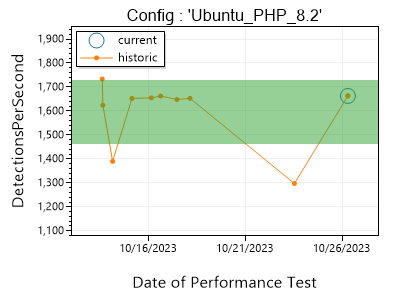 Config : 'Ubuntu_PHP_8.2'
current
historic
DetectionsPerSecond
1,900
1,800
1,700
1,600
1,500
1,400
1,300
1,200
1,100
10/16/2023
10/21/2023
10/26/2023
Date of Performance Test